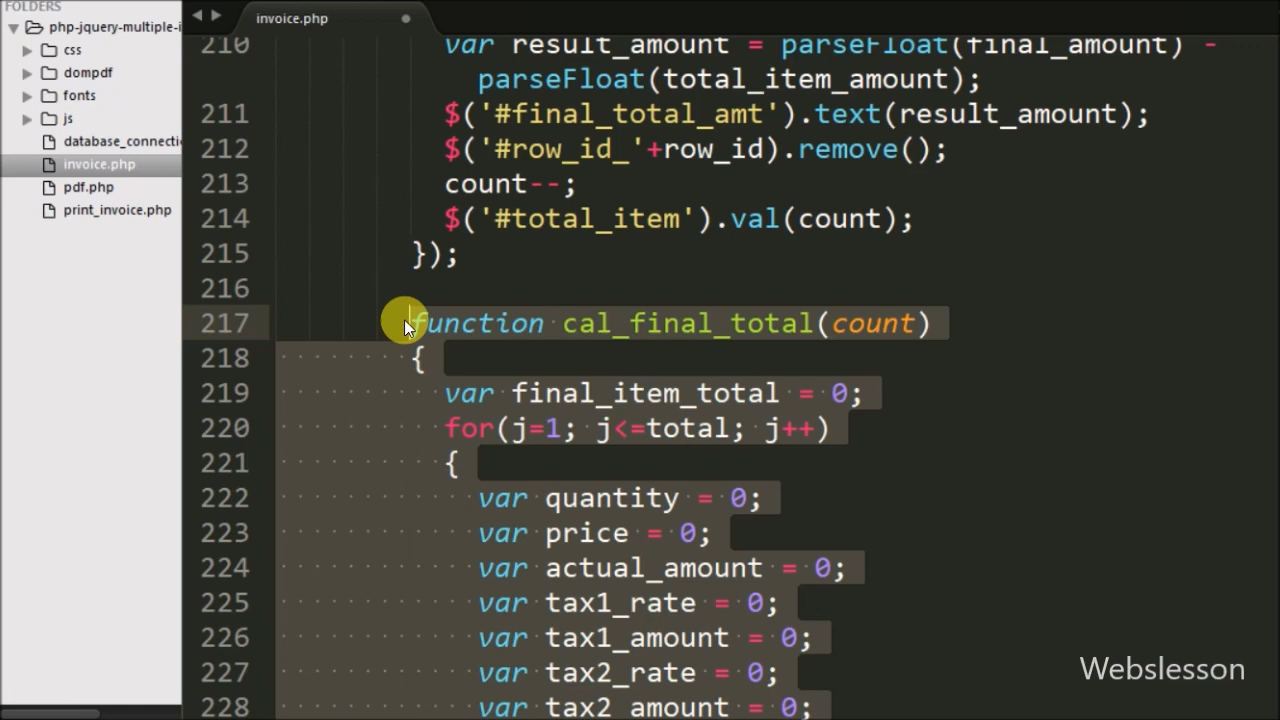 FOLDERS
php-jquery-multiple-i
css
dompdf
fonts
js
database_connecti
invoice.php
pdf.php
print_invoice.php
invoice.php
210 var result_amount = parseFloat(final_amount) -
parseFloat(total_item_amount);
211 $('#final_total_amt').text(result_amount);
212 $('#row_id_'+row_id).remove();
213 count--;
214 $('#total_item').val(count);
215 });
216
217 function cal_final_total(count)
218 {
219 var final_item_total = 0;
220 for(j=1; j<=total; j++)
221 {
222 var quantity = 0;
223 var price = 0;
224 var actual_amount = 0;
225 var tax1_rate = 0;
226 var tax1_amount = 0;
227 var tax2_rate = 0;
228 var tax2_amount = 0;
Webslesson